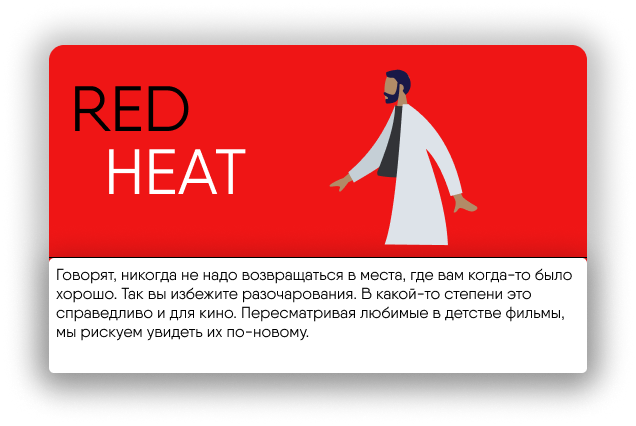 RED
HEAT
Говорят, никогда не надо возвращаться в места, где вам когда-то было
хорошо. Так вы избежите разочарования. В какой-то степени это
справедливо и для кино. Пересматривая любимые в детстве фильмы,
мы рискуем увидеть их по-новому.